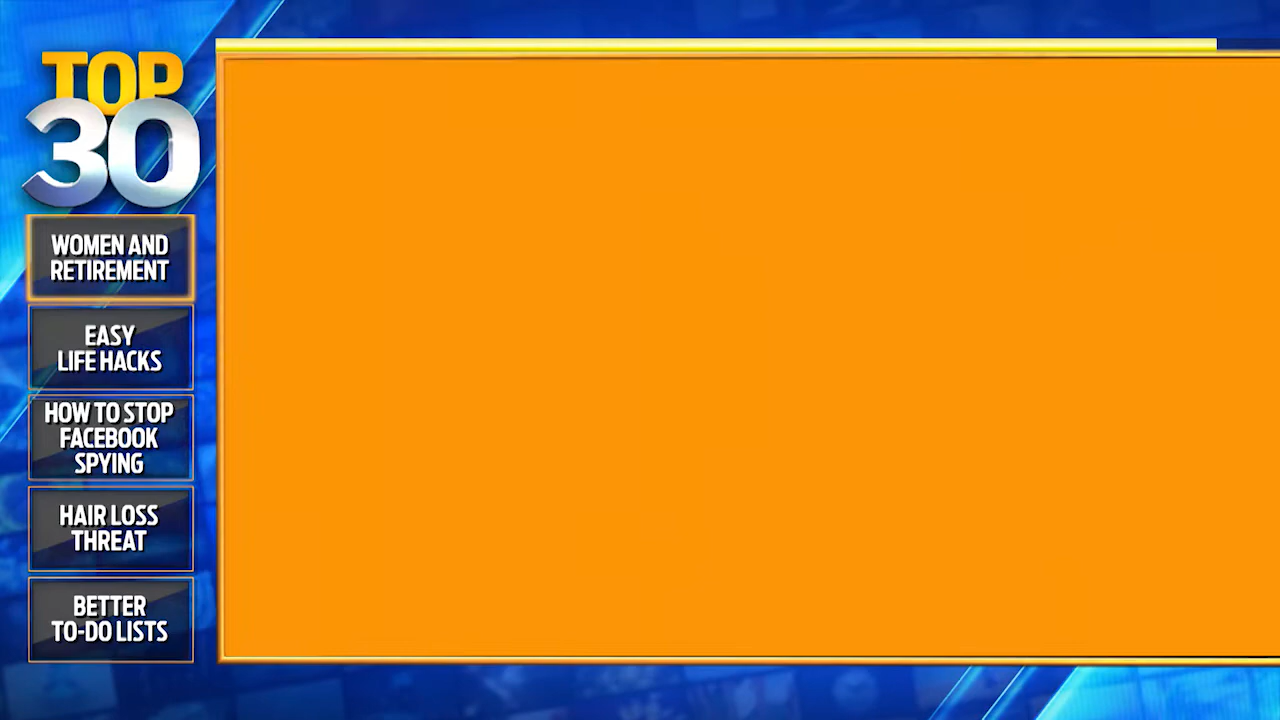 TOP
30
WOMEN AND
RETIREMENT
EASY
LIFE HACKS
HOW TO STOP
FACEBOOK
SPYING
HAIR LOSS
THREAT
BETTER
TO-DO LISTS